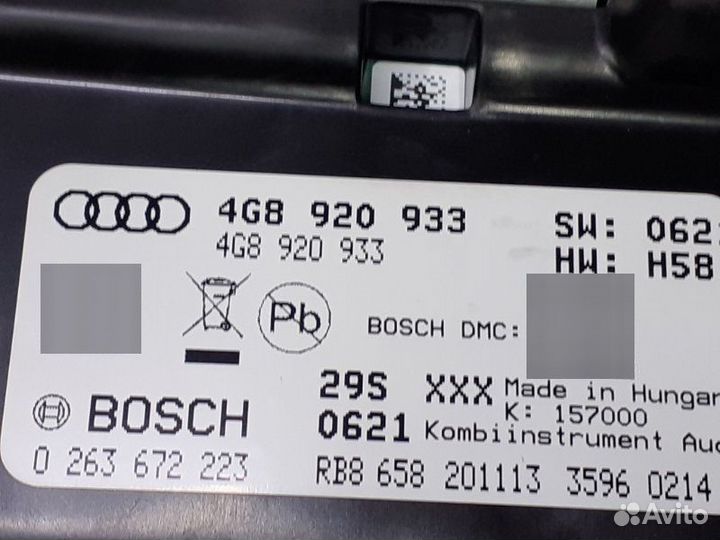 4G8 920 933 SW: 062
4G8 920 933 HW: H58
Pb
BOSCH DMC:
29S XXX Made in Hungar
K: 157000
BOSCH 0621 Kombiinstrument Aud
0 263 672 223 RB8 658 201113 3596 0214
Avito